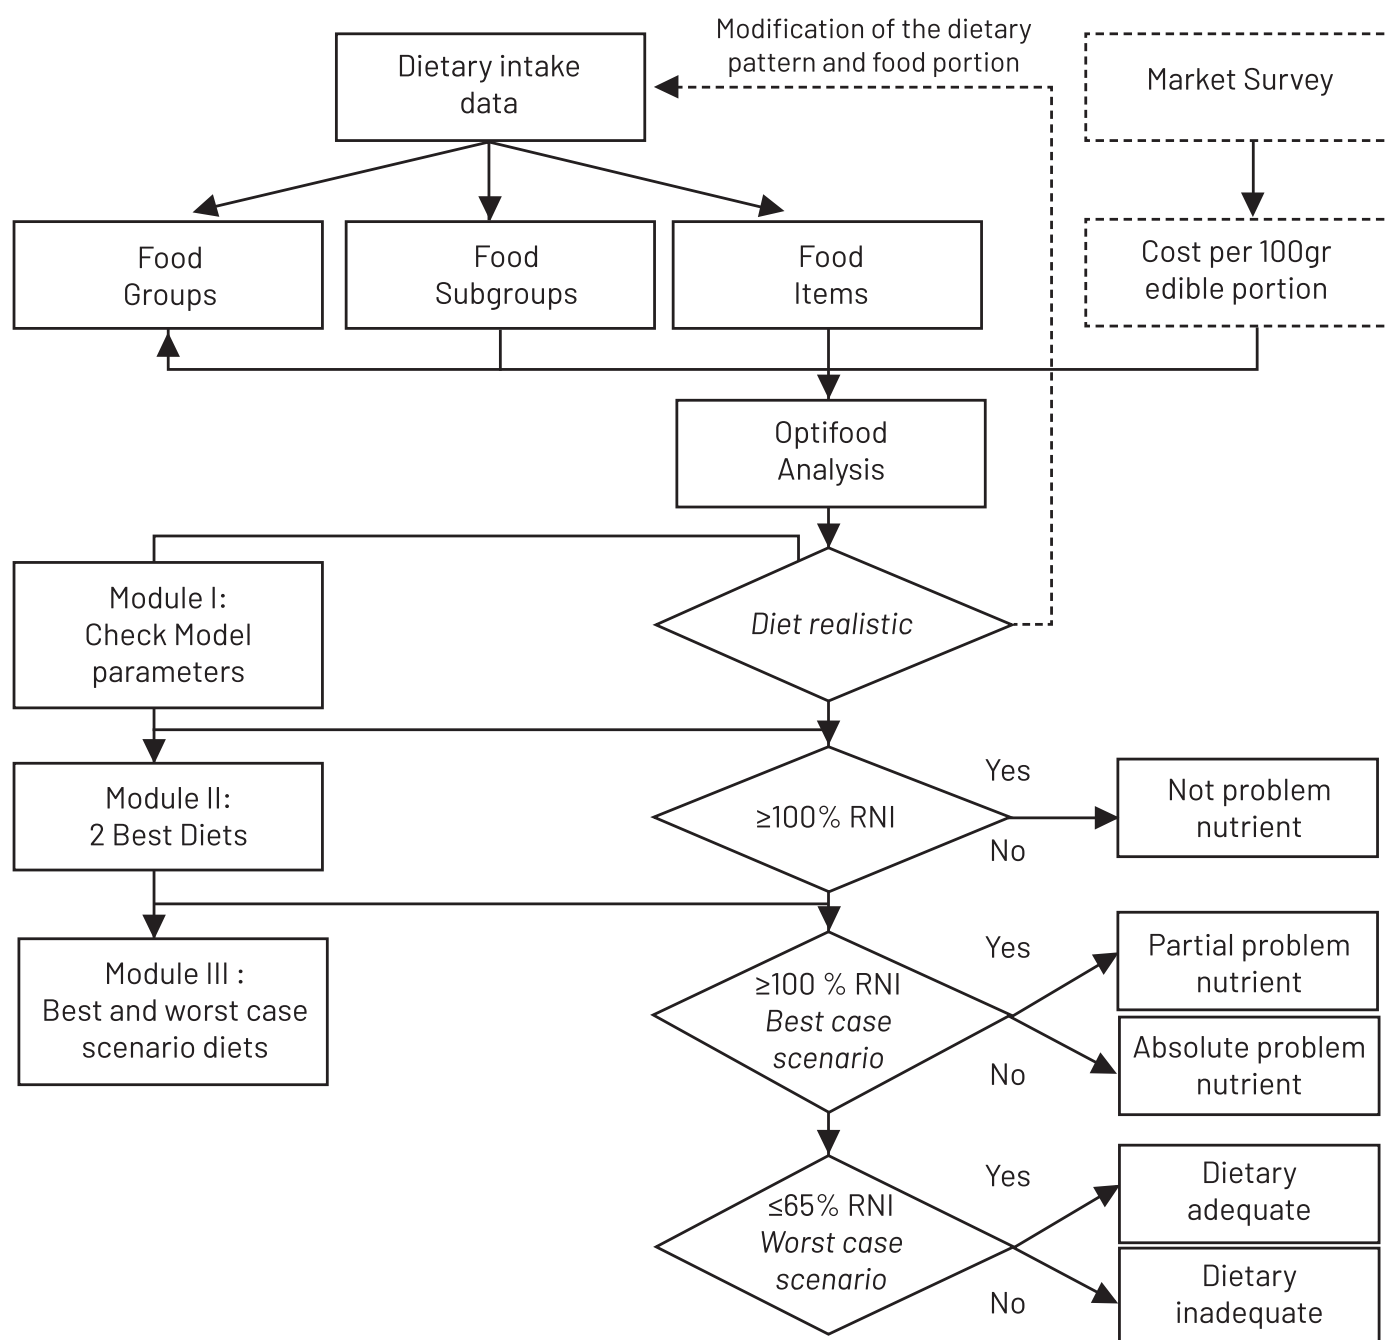 Modification of the dietary
pattern and food portion
Dietary intake
data
Market Survey
Food
Groups
Food
Subgroups
Food
Items
Cost per 100gr
edible portion
Optifood
Analysis
Module I:
Check Model
parameters
Diet realistic
Module II:
2 Best Diets
≥100% RNI
Yes
No
Not problem
nutrient
Module III :
Best and worst case
scenario diets
≥100 % RNI
Best case
scenario
Yes
No
Partial problem
nutrient
Absolute problem
nutrient
≤65% RNI
Worst case
scenario
Yes
No
Dietary
adequate
Dietary
inadequate